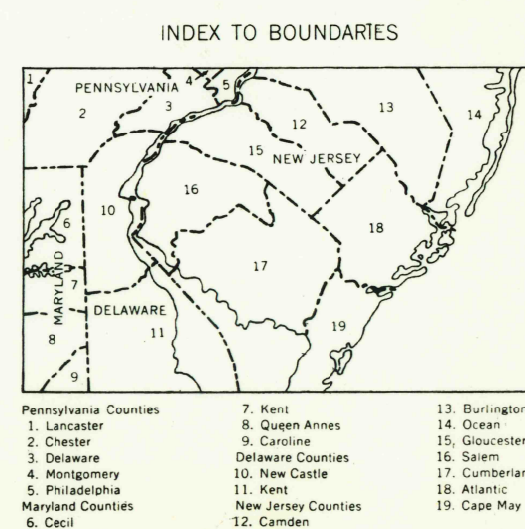 INDEX TO BOUNDARIES
1
PENNSYLVANIA
4
5
2
3
12
13
14
15
NEW JERSEY
16
6
10
18
17
7
MARYLAND
DELAWARE
11
8
19
9
Pennsylvania Counties
1. Lancaster
2. Chester
3. Delaware
4. Montgomery
5. Philadelphia
Maryland Counties
6. Cecil
7. Kent
8. Queen Annes
9. Caroline
Delaware Counties
10. New Castle
11. Kent
New Jersey Counties
12. Camden
13. Burlington
14. Ocean
15. Gloucester
16. Salem
17. Cumberlan
18. Atlantic
19. Cape May